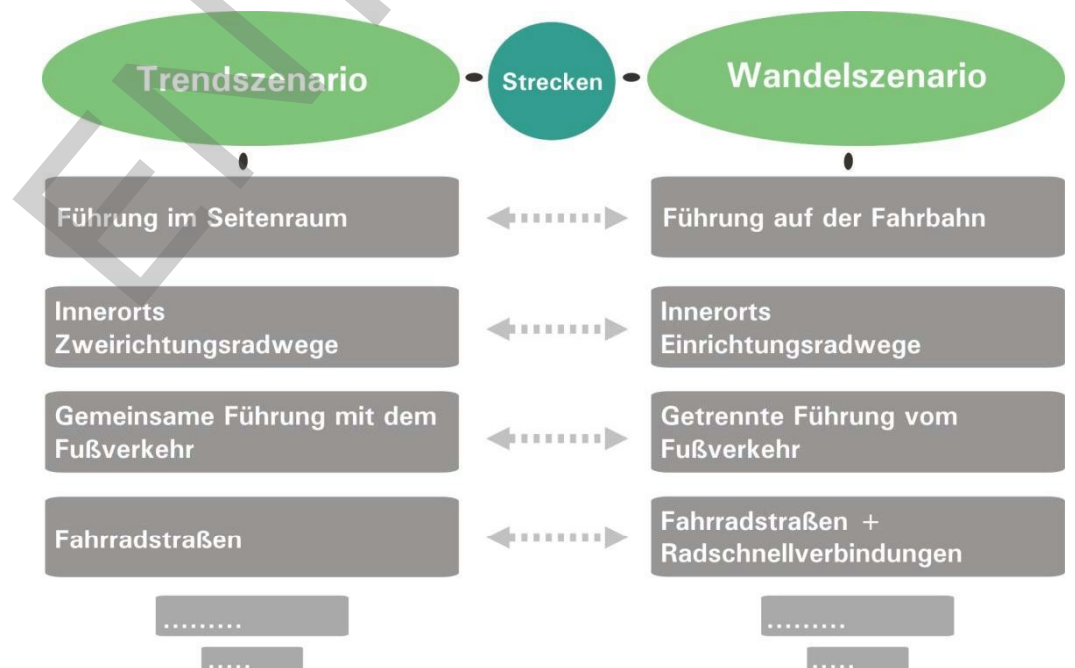 Trendszenario
Strecken
Wandelszenario
Führung im Seitenraum
Führung auf der Fahrbahn
Innerorts
Zweirichtungsradwege
Innerorts
Einrichtungsradwege
Gemeinsame Führung mit dem
Fußverkehr
Getrennte Führung vom
Fußverkehr
Fahrradstraßen
Fahrradstraßen +
Radschnellverbindungen
.........
.........
.....
.....